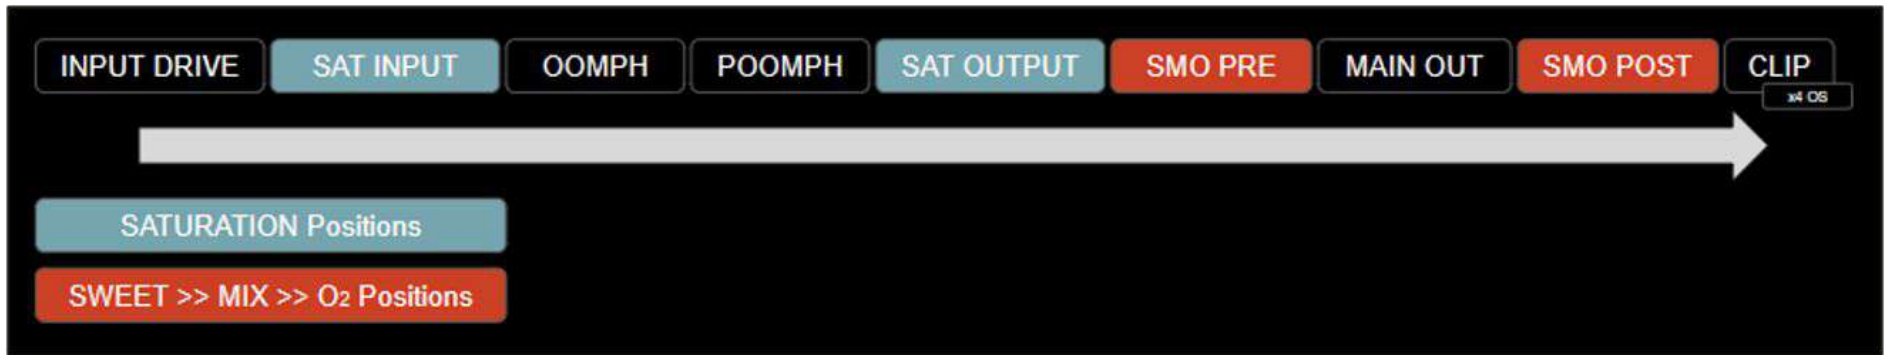 INPUT DRIVE SAT INPUT OOMPH POOMPH SAT OUTPUT SMO PRE MAIN OUT SMO POST CLIP
x4 OS
SATURATION Positions
SWEET >> MIX >> O2 Positions